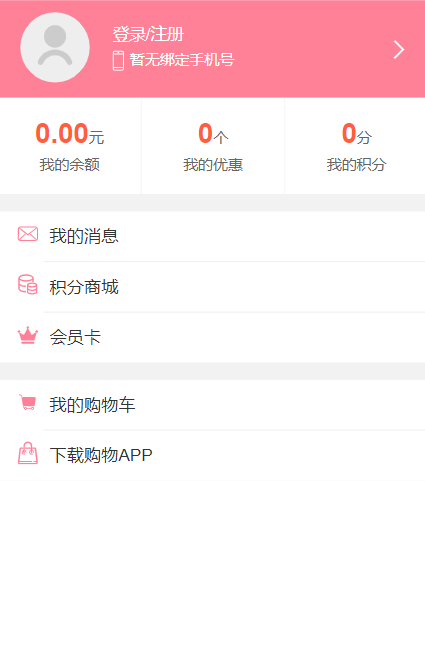 登录/注册
暂无绑定手机号
0.00元
0个
0分
我的余额
我的优惠
我的积分
我的消息
积分商城
会员卡
我的购物车
下载购物APP